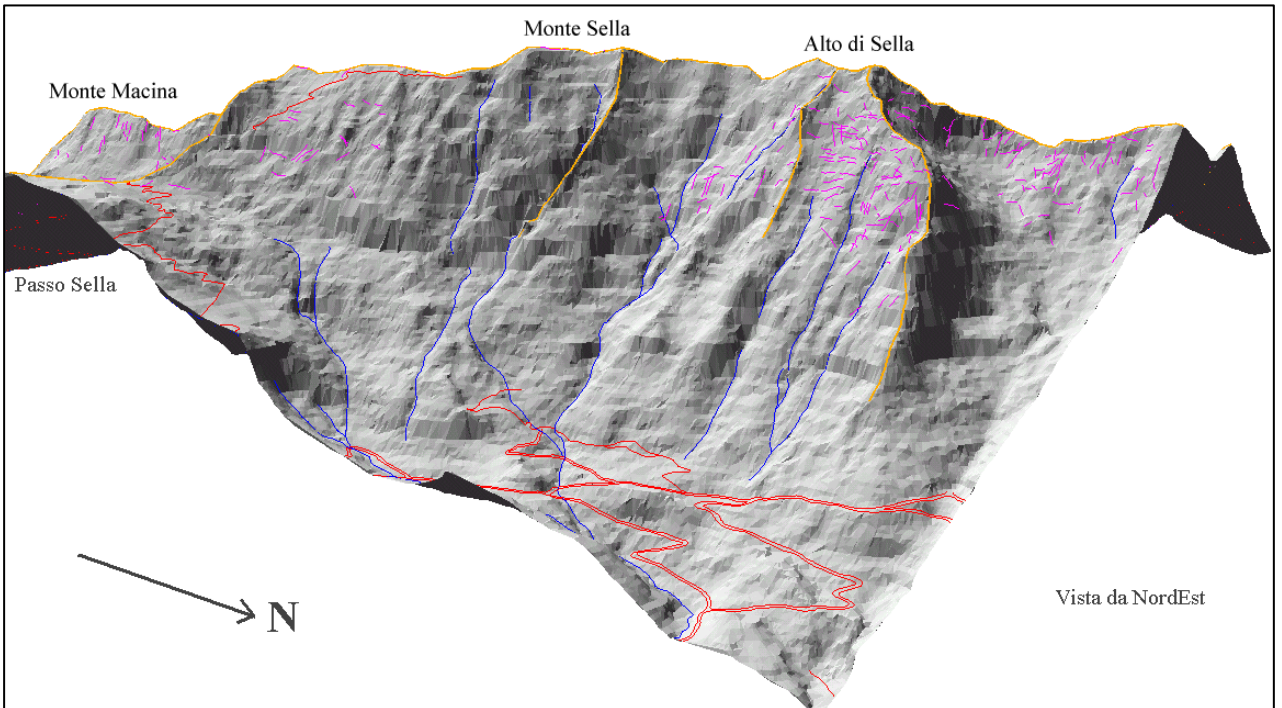 Monte Sella
Alto di Sella
Monte Macina
Passo Sella
N
Vista da NordEst